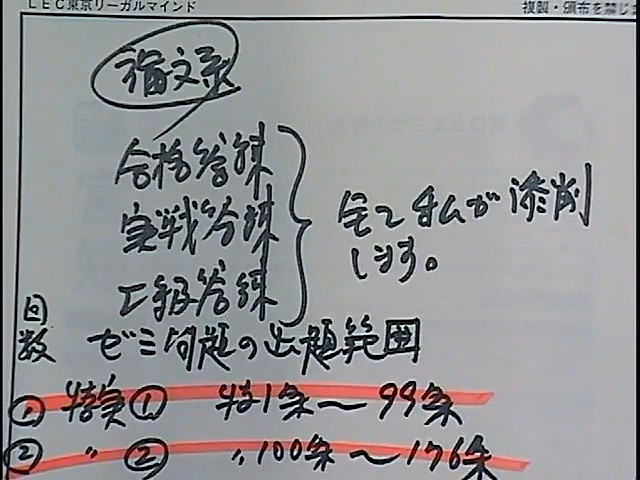 LEC東京リーガルマインド 複製・頒布を禁じま
論文系
合格答練
実戦答練
上級答練
全て私が添削
します。
回数 ゼミ問題の出題範囲
① 特実① 特1条〜99条
② 〃 ② 〃100条〜176条